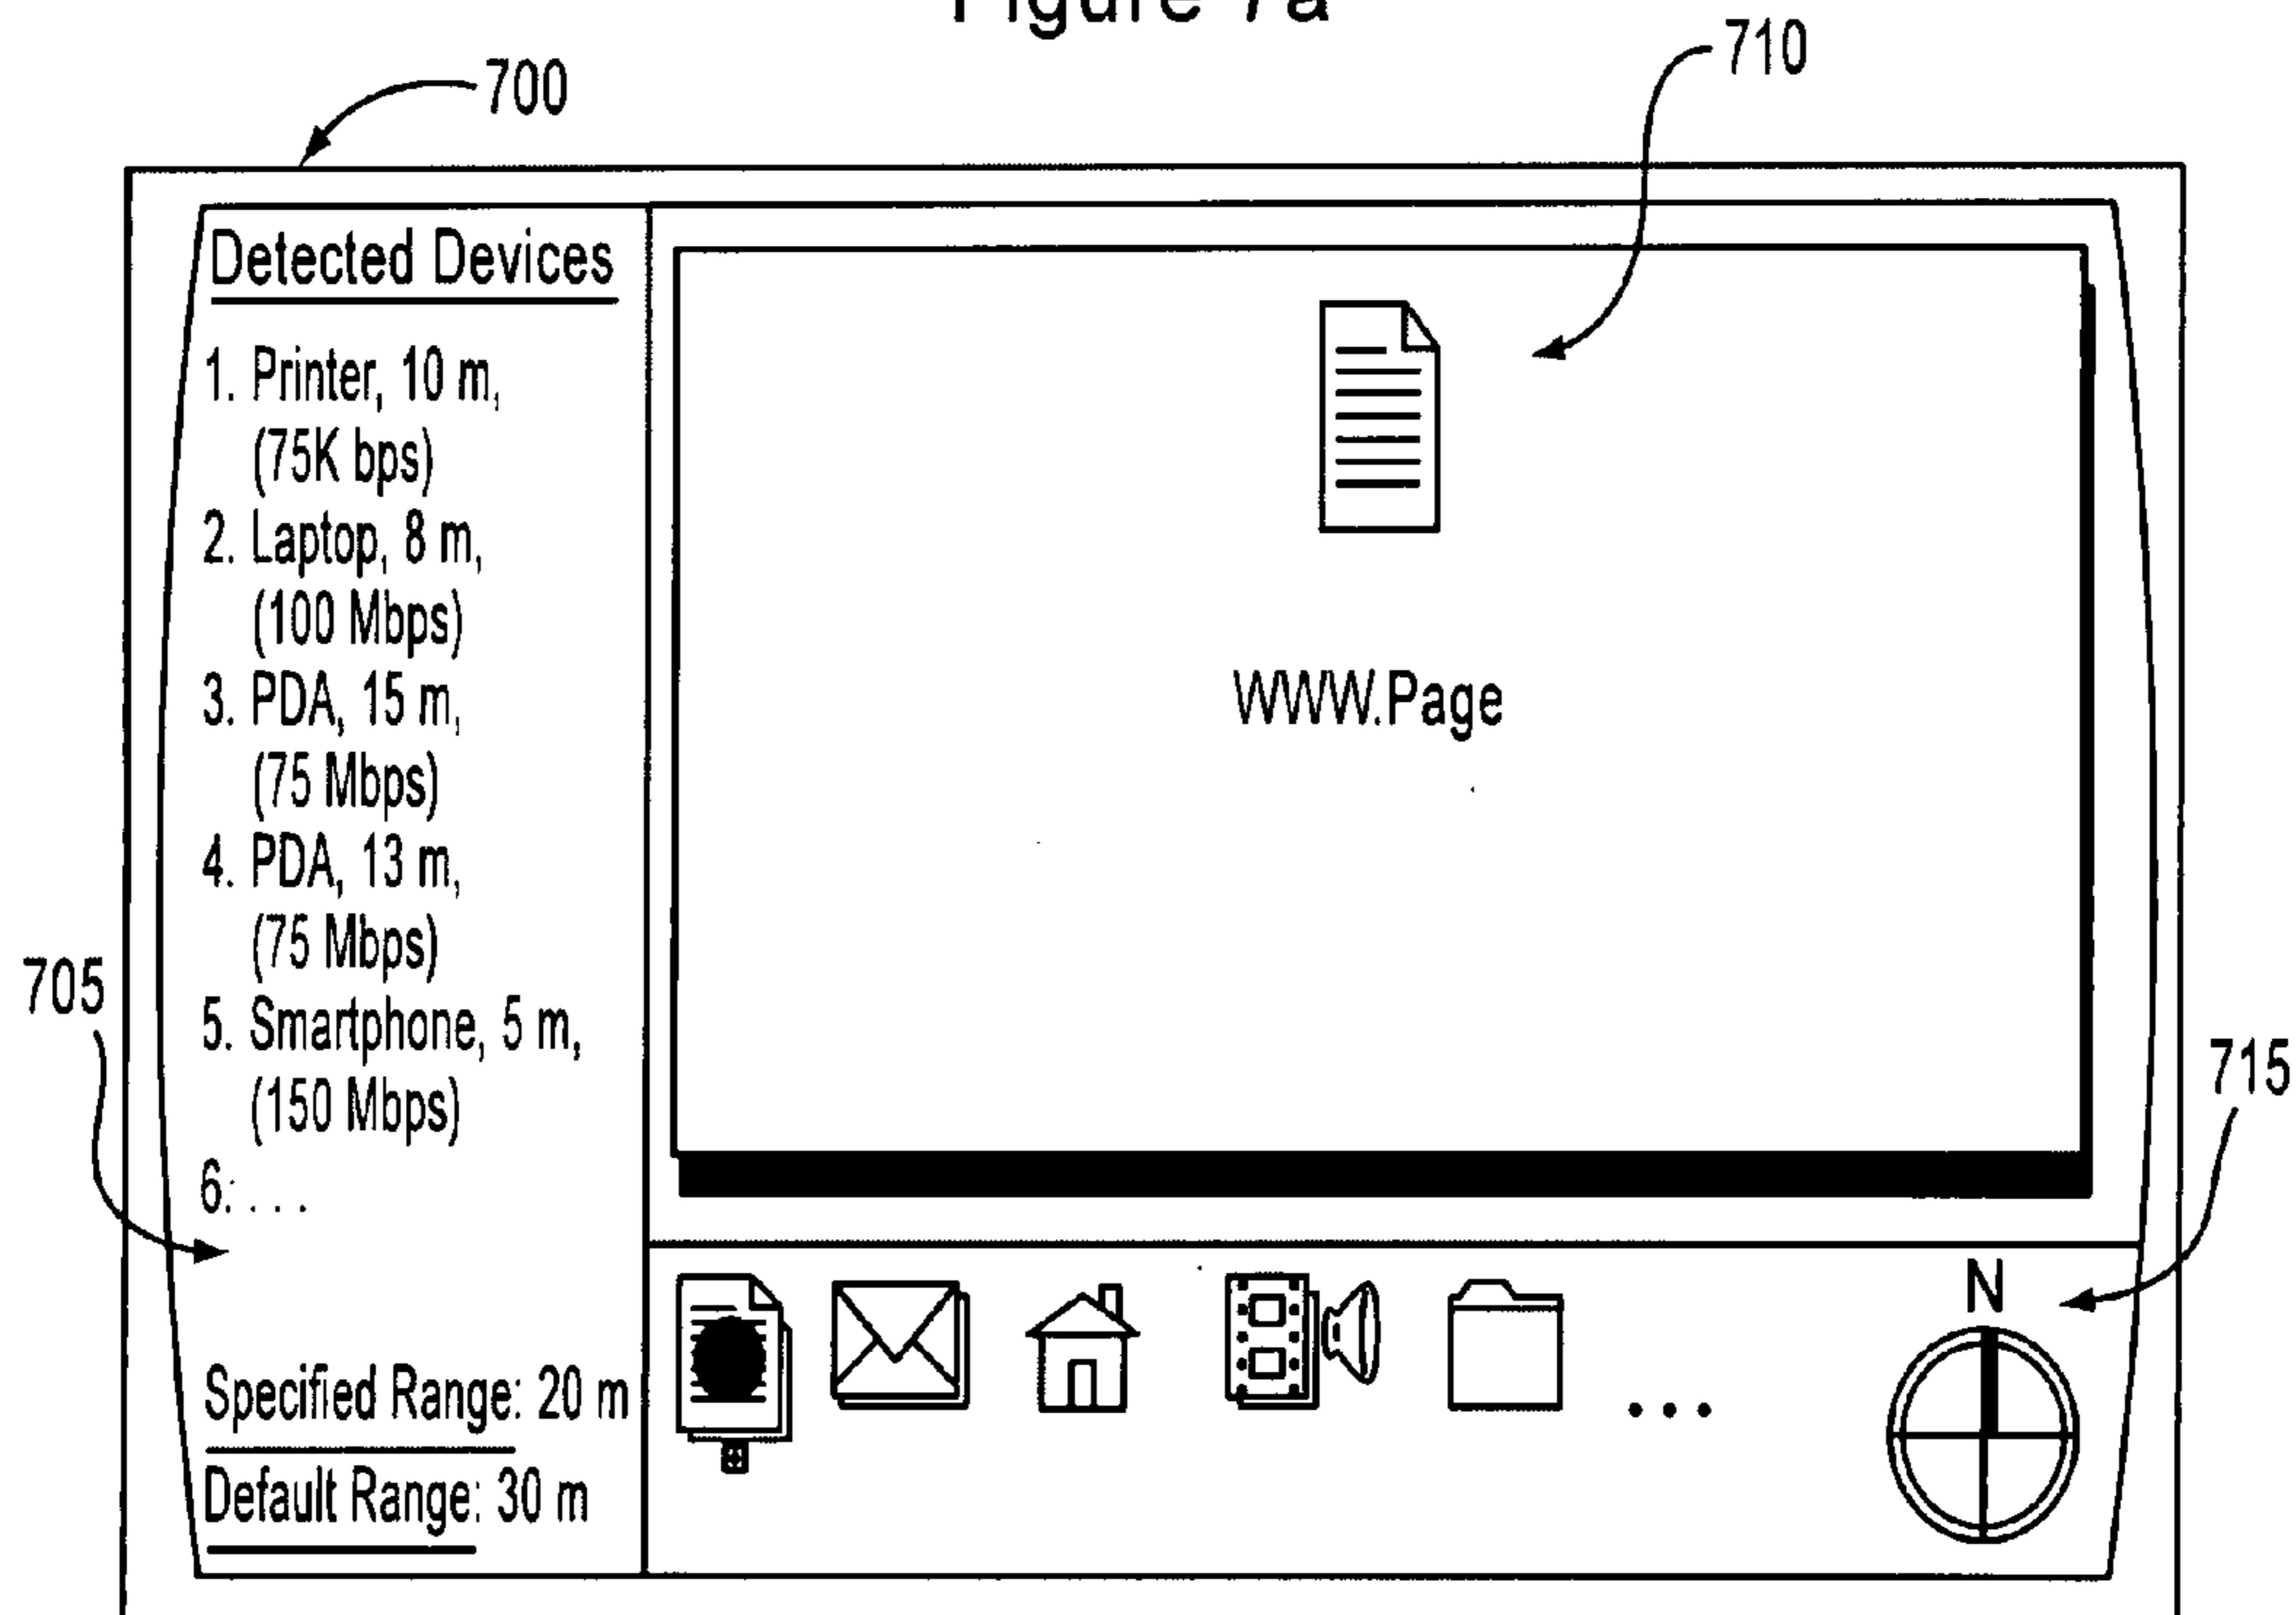 Figure 7a
700
710
Detected Devices
1. Printer, 10 m,
(75K bps)
2. Laptop, 8 m,
(100 Mbps)
3. PDA, 15 m,
(75 Mbps)
4. PDA, 13 m,
(75 Mbps)
5. Smartphone, 5 m,
(150 Mbps)
6. . . .
Specified Range: 20 m
Default Range: 30 m
705
WWW.Page
715
N
. . .